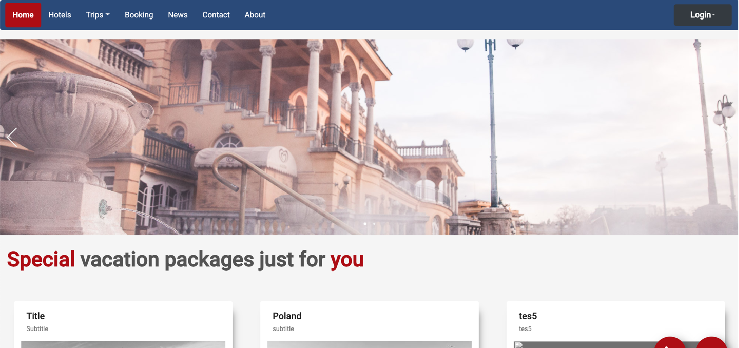 Home Hotels Trips Booking News Contact About Login
Special vacation packages just for you
Title Poland tes5
Subtitle subtitle tes5